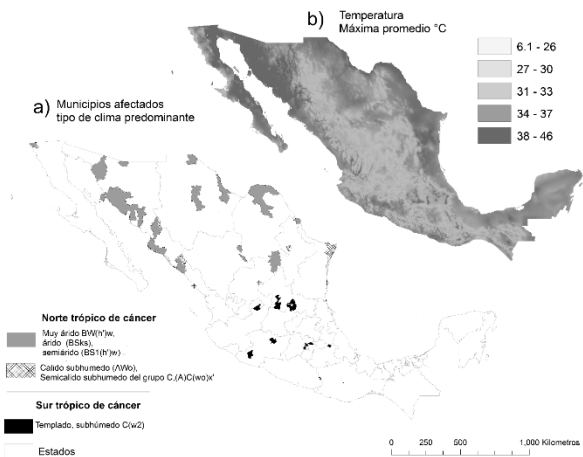 b) Temperatura
Máxima promedio °C
6.1 - 26
27 - 30
31 - 33
34 - 37
38 - 46
a) Municipios afectados
tipo de clima predominante
Norte trópico de cáncer
Muy árido BW(h')w,
árido (BSks),
semiárido (BS1(h')w)
Calido subhumedo (AWo),
Semicalido subhumedo del grupo C,(A)C(wo)x'
Sur trópico de cáncer
Templado, subhúmedo C(w2)
Estados
0 250 500 1,000 Kilometros